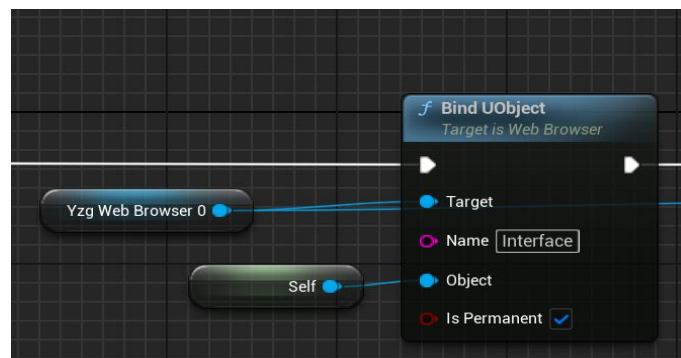 f Bind UObject
Target is Web Browser
Yzg Web Browser 0
Target
Name Interface
Self
Object
Is Permanent